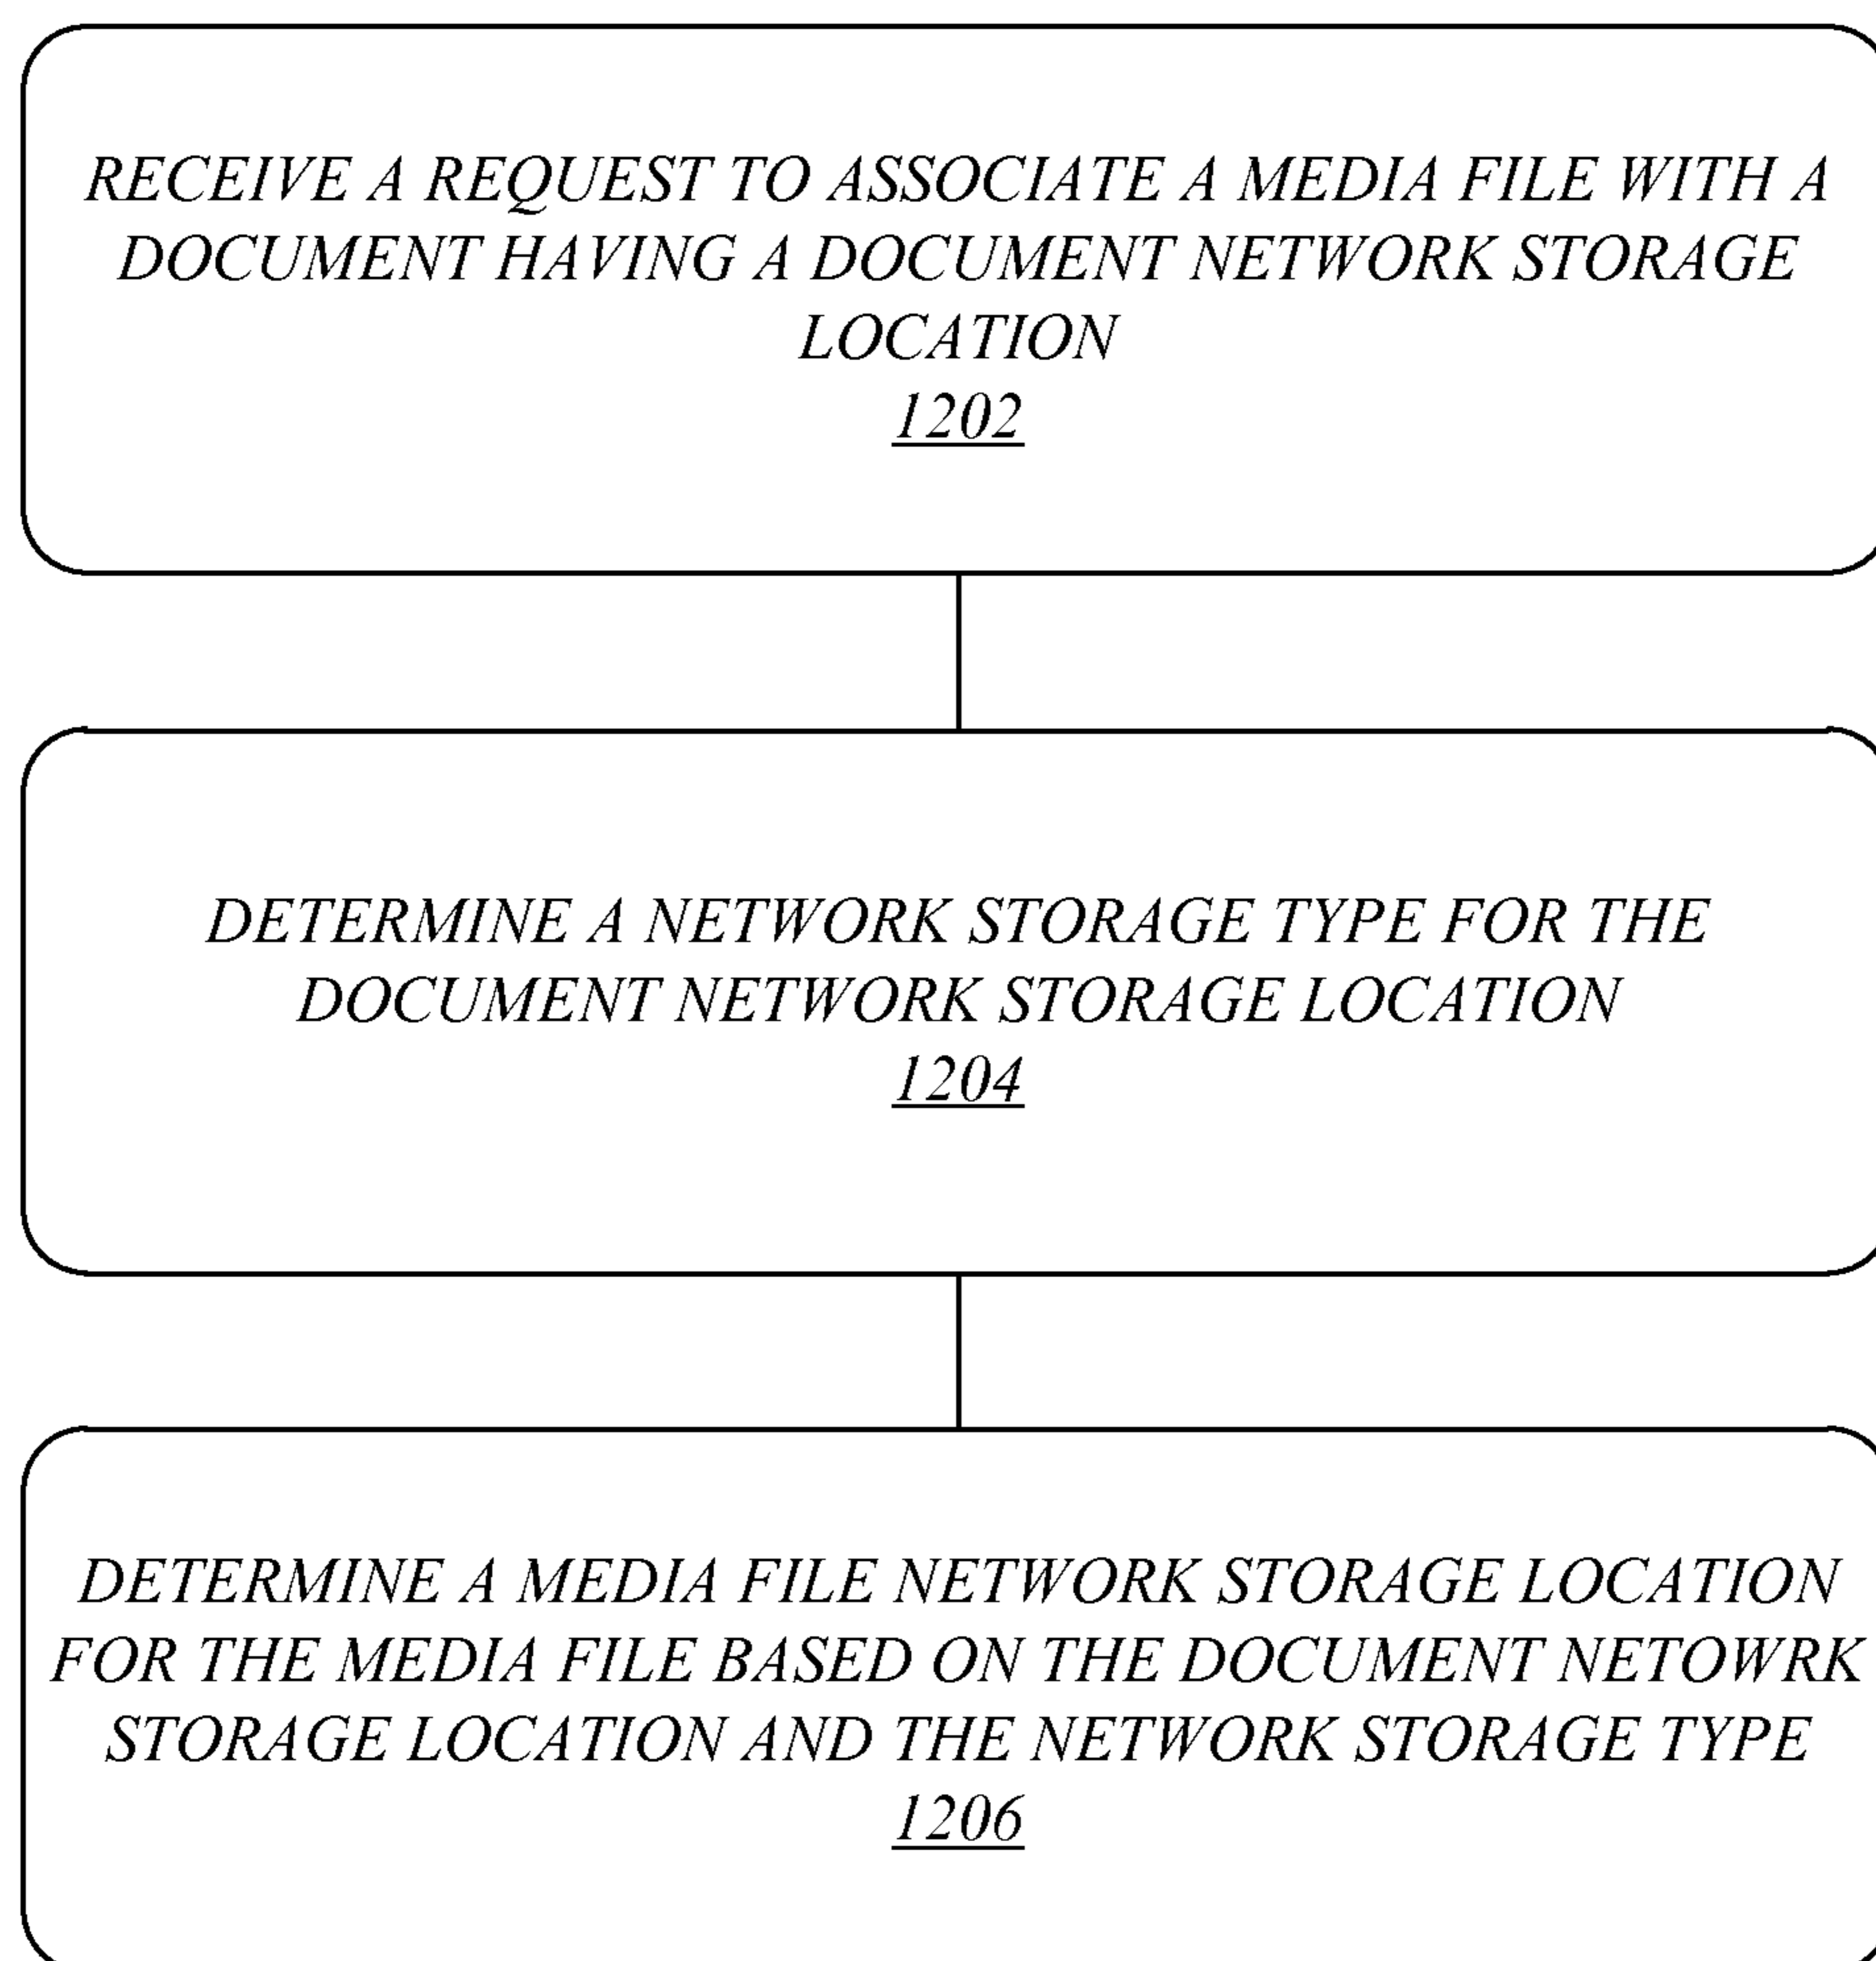 RECEIVE A REQUEST TO ASSOCIATE A MEDIA FILE WITH A
DOCUMENT HAVING A DOCUMENT NETWORK STORAGE
LOCATION
1202
DETERMINE A NETWORK STORAGE TYPE FOR THE
DOCUMENT NETWORK STORAGE LOCATION
1204
DETERMINE A MEDIA FILE NETWORK STORAGE LOCATION
FOR THE MEDIA FILE BASED ON THE DOCUMENT NETOWRK
STORAGE LOCATION AND THE NETWORK STORAGE TYPE
1206